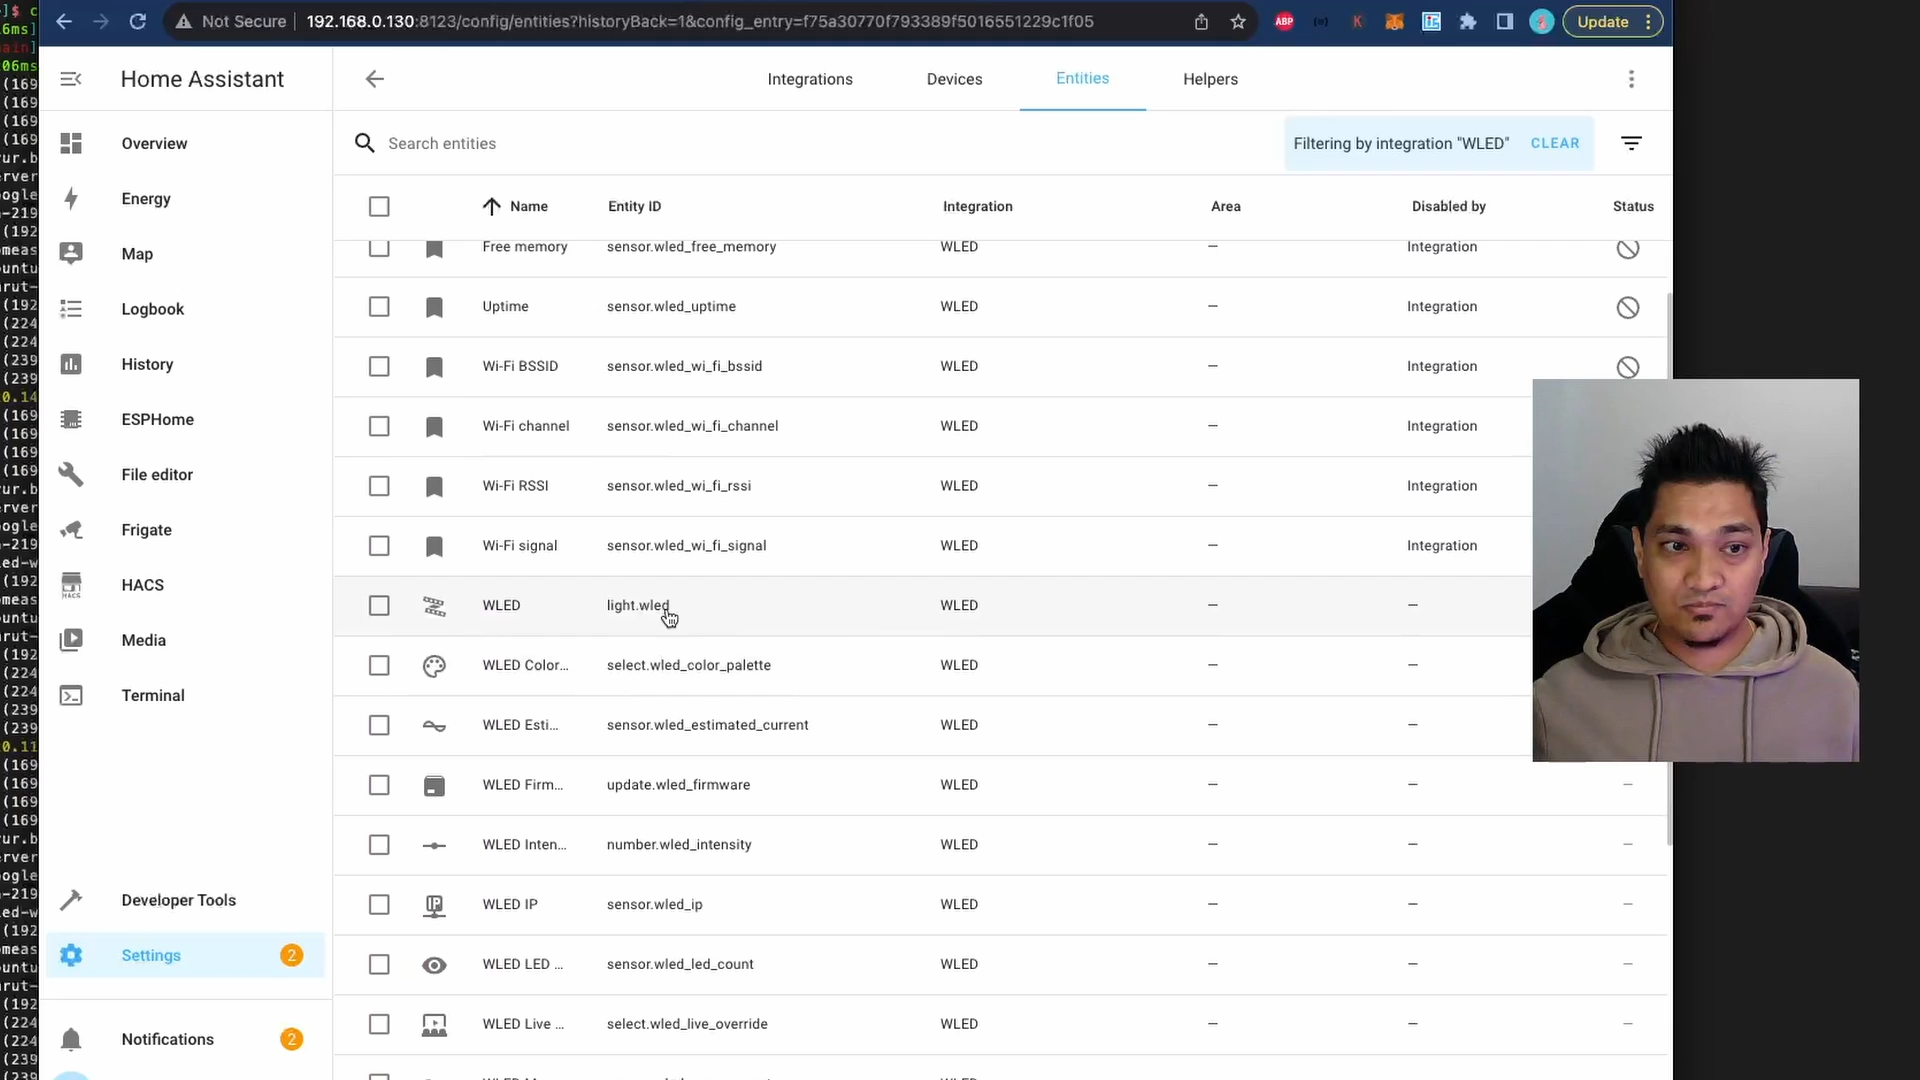 Not Secure 192.168.0.130:8123/config/entities?historyBack=1&config_entry=f75a30770f793389f5016551229c1f05 ABP K Update
Home Assistant
Integrations Devices Entities Helpers
Overview
Energy
Map
Logbook
History
ESPHome
File editor
Frigate
HACS
HACS
Media
Terminal
Developer Tools
Settings 2
Notifications 2
Search entities Filtering by integration "WLED" CLEAR
Name Entity ID Integration Area Disabled by Status
Free memory sensor.wled_free_memory WLED — Integration
Uptime sensor.wled_uptime WLED — Integration
Wi-Fi BSSID sensor.wled_wi_fi_bssid WLED — Integration
Wi-Fi channel sensor.wled_wi_fi_channel WLED — Integration
Wi-Fi RSSI sensor.wled_wi_fi_rssi WLED — Integration
Wi-Fi signal sensor.wled_wi_fi_signal WLED — Integration
WLED light.wled WLED — —
WLED Color... select.wled_color_palette WLED — —
WLED Esti... sensor.wled_estimated_current WLED — —
WLED Firm... update.wled_firmware WLED — — —
WLED Inten... number.wled_intensity WLED — — —
WLED IP sensor.wled_ip WLED — — —
WLED LED ... sensor.wled_led_count WLED — — —
WLED Live ... select.wled_live_override WLED — — —